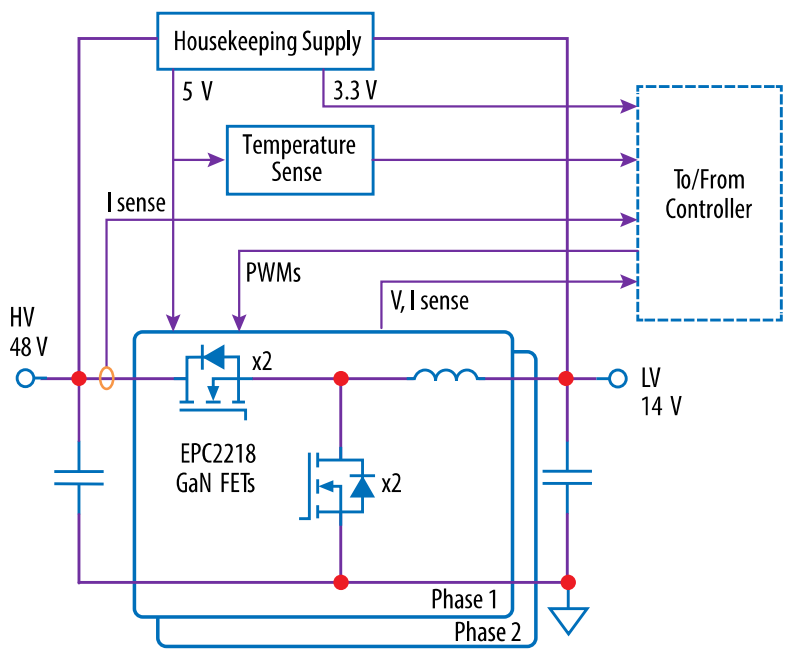 Housekeeping Supply
5 V
3.3 V
Temperature
Sense
To/From
Controller
I sense
PWMs
V, I sense
HV
48 V
x2
LV
14 V
EPC2218
GaN FETs
x2
Phase 1
Phase 2